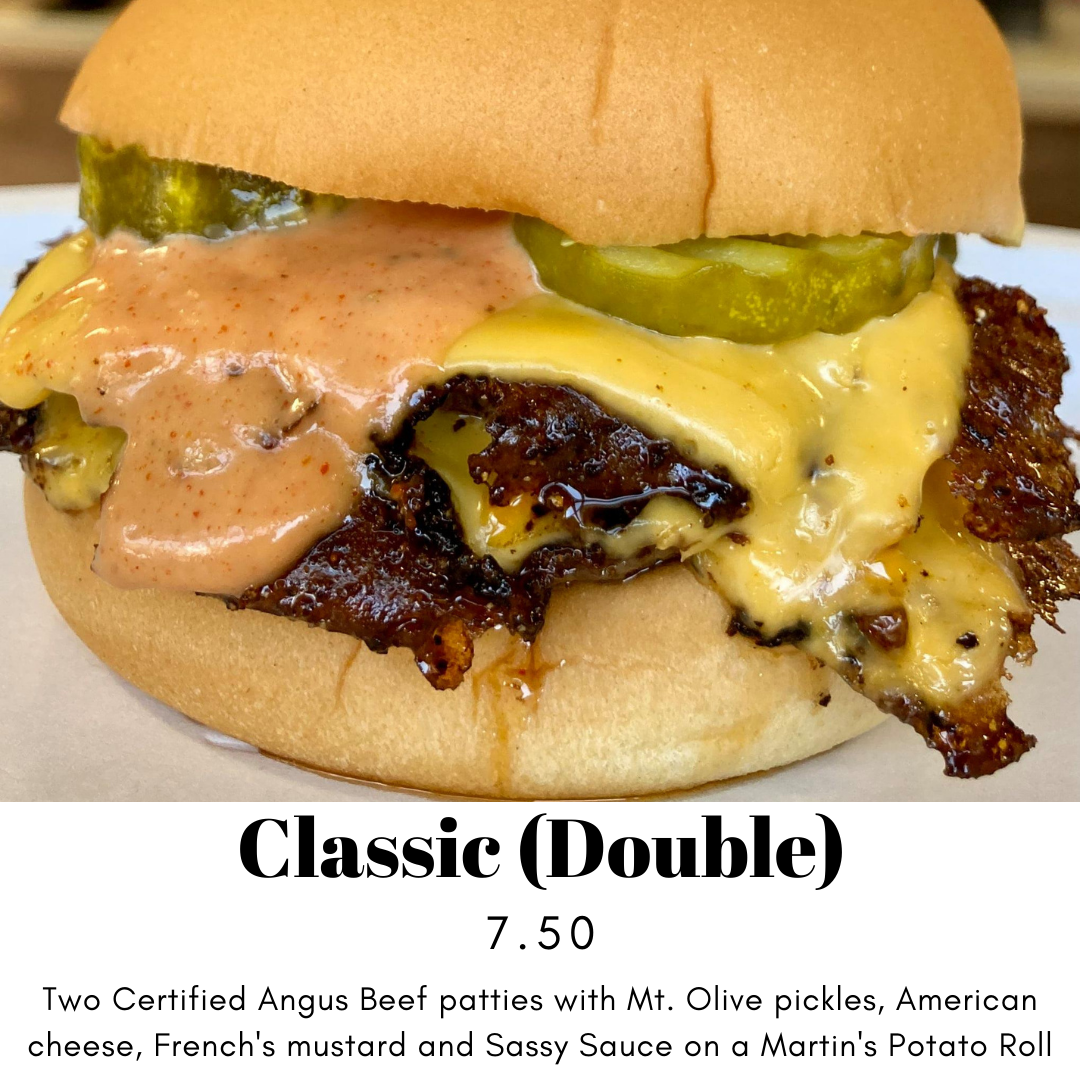 Classic (Double)
7.50
Two Certified Angus Beef patties with Mt. Olive pickles, American
cheese, French's mustard and Sassy Sauce on a Martin's Potato Roll